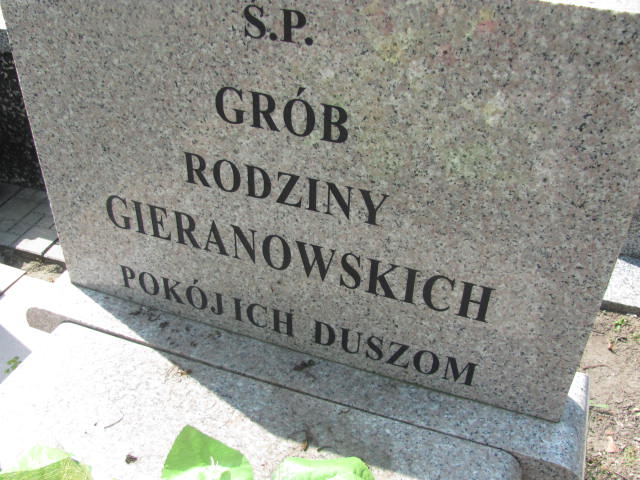 S.P.
GRÓB
RODZINY
GIERANOWSKICH
POKÓJ ICH DUSZOM